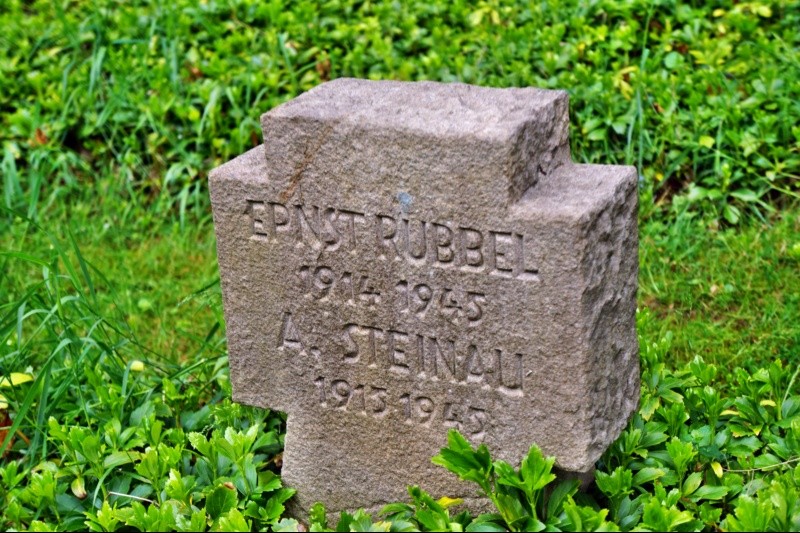 ERNST RUBBEL
1914 1945
A. STEINAU
1913 1945